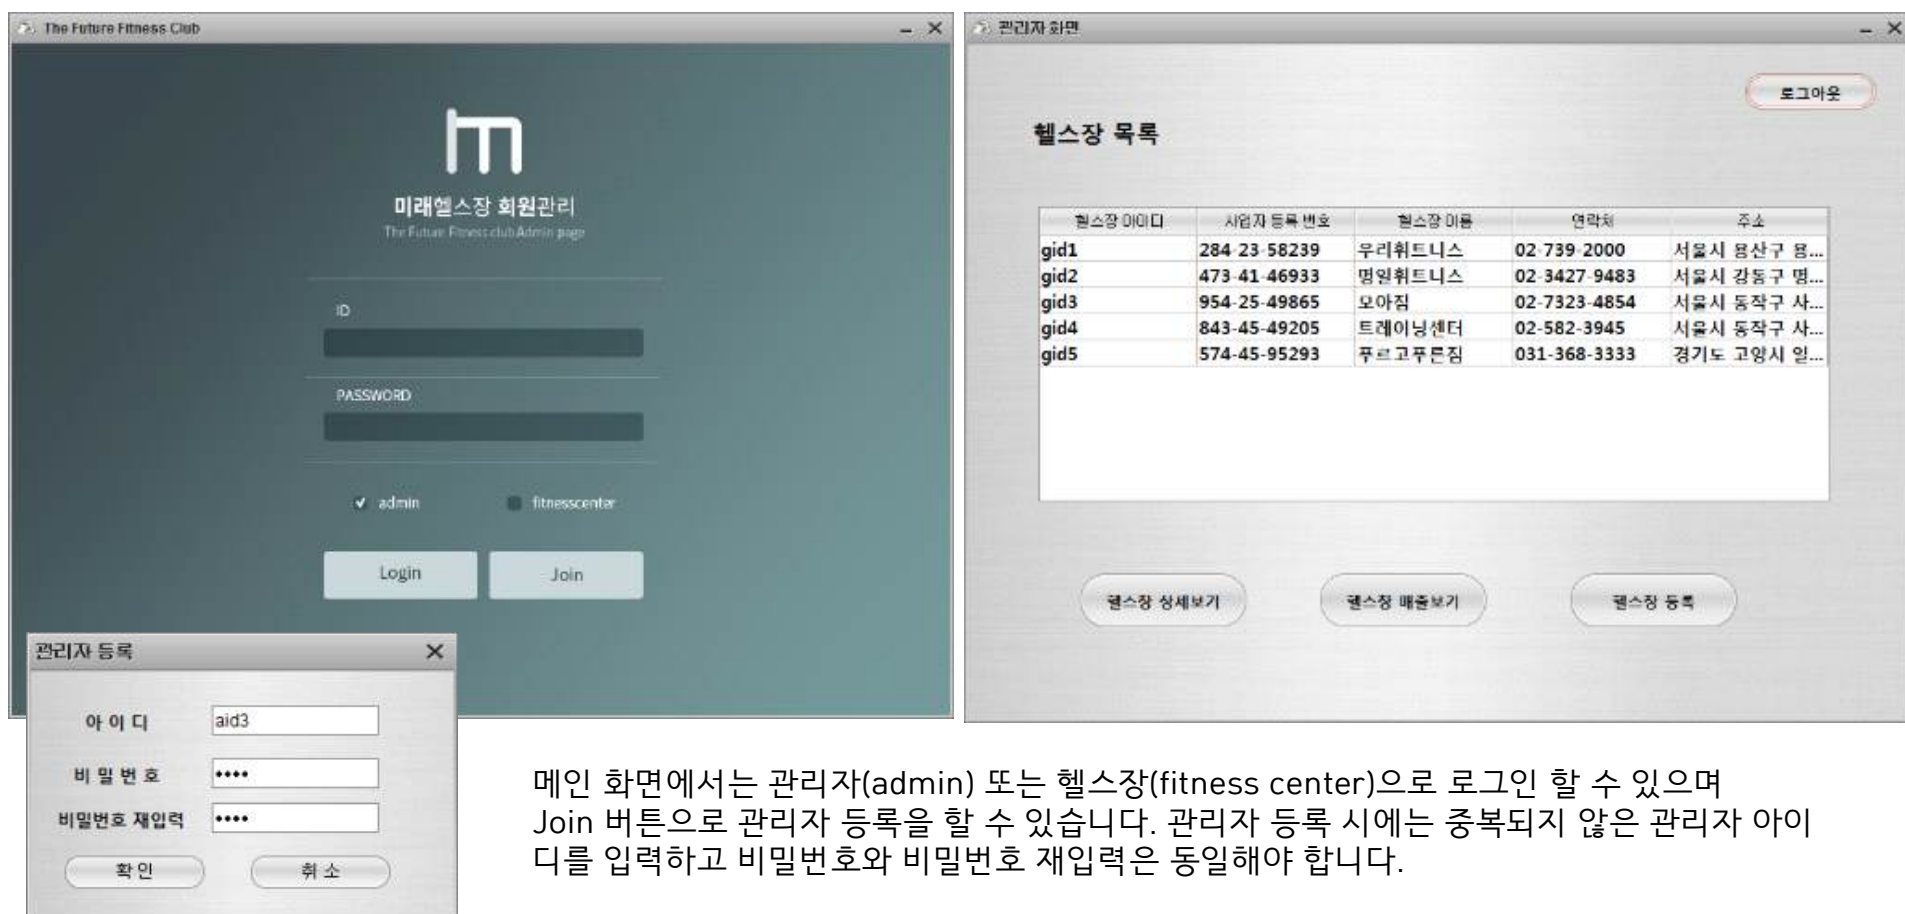 The Future Fitness Club
미래헬스장 회원관리
The Future Fitness club Admin page
ID
PASSWORD
admin
fitnesscenter
Login
Join
관리자 등록
아 이 디
aid3
비 밀 번 호
••••
비밀번호 재입력
••••
확 인
취 소
관리자 화면
로그아웃
헬스장 목록
헬스장 아이디 사업자 등록 번호 헬스장 이름 연락처 주소
gid1 284-23-58239 우리휘트니스 02-739-2000 서울시 용산구 용...
gid2 473-41-46933 명일휘트니스 02-3427-9483 서울시 강동구 명...
gid3 954-25-49865 모아짐 02-7323-4854 서울시 동작구 사...
gid4 843-45-49205 트레이닝센터 02-582-3945 서울시 동작구 사...
gid5 574-45-95293 푸르고푸른짐 031-368-3333 경기도 고양시 일...
헬스장 상세보기
헬스장 매출보기
헬스장 등록
메인 화면에서는 관리자(admin) 또는 헬스장(fitness center)으로 로그인 할 수 있으며
Join 버튼으로 관리자 등록을 할 수 있습니다. 관리자 등록 시에는 중복되지 않은 관리자 아이
디를 입력하고 비밀번호와 비밀번호 재입력은 동일해야 합니다.